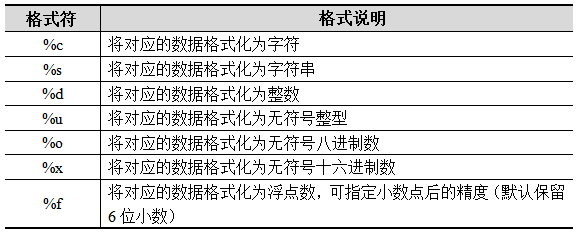 格式符 格式说明
%c 将对应的数据格式化为字符
%s 将对应的数据格式化为字符串
%d 将对应的数据格式化为整数
%u 将对应的数据格式化为无符号整型
%o 将对应的数据格式化为无符号八进制数
%x 将对应的数据格式化为无符号十六进制数
%f 将对应的数据格式化为浮点数，可指定小数点后的精度（默认保留
6 位小数）